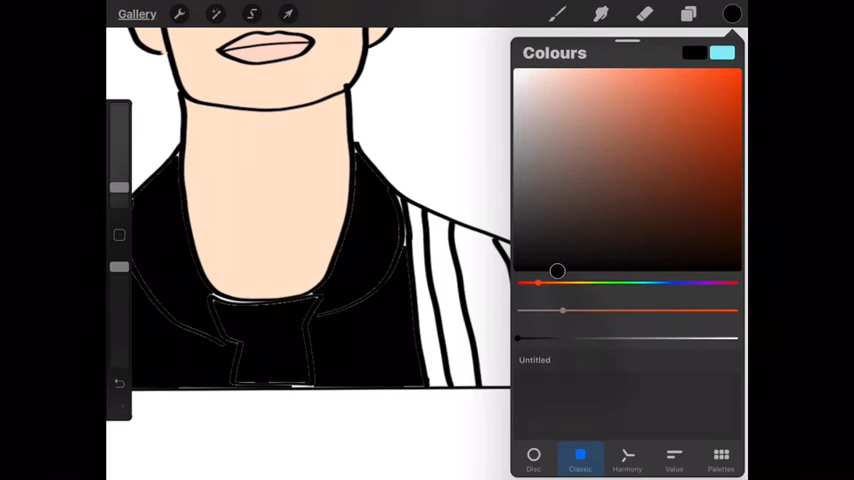 Gallery
Colours
Untitled
Disc
Classic
Harmony
Value
Palettes